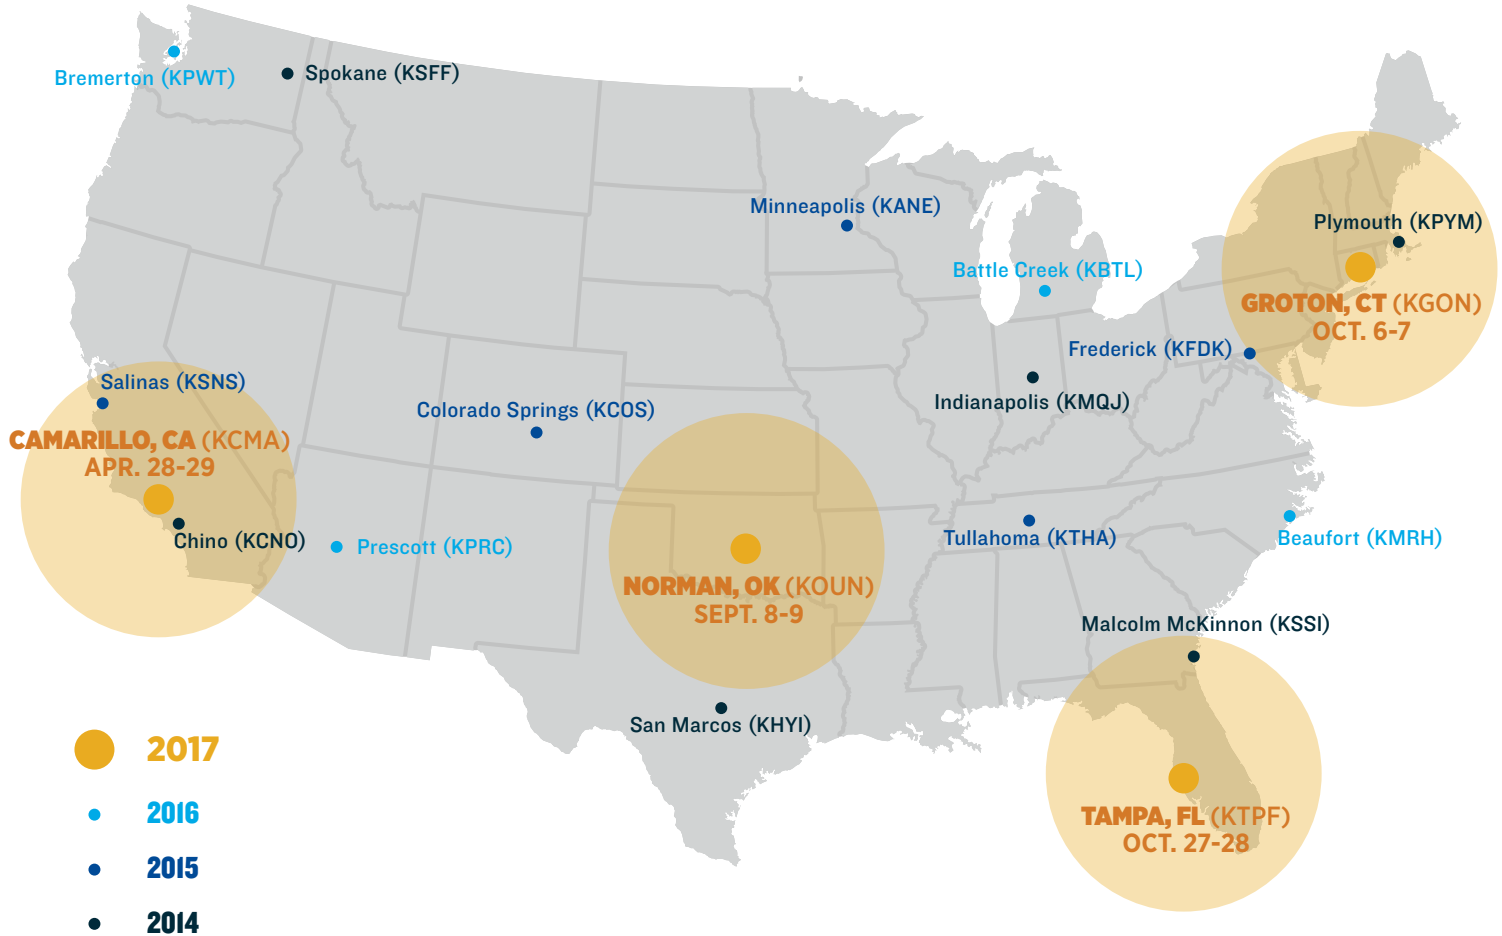 Bremerton (KPWT)
Spokane (KSFF)
Minneapolis (KANE)
Plymouth (KPYM)
Battle Creek (KBTL)
GROTON, CT (KGON)
OCT. 6-7
Frederick (KFDK)
Salinas (KSNS)
Colorado Springs (KCOS)
Indianapolis (KMQJ)
CAMARILLO, CA (KCMA)
APR. 28-29
Chino (KCNO)
Prescott (KPRC)
Tullahoma (KTHA)
Beaufort (KMRH)
NORMAN, OK (KOUN)
SEPT. 8-9
Malcolm McKinnon (KSSI)
San Marcos (KHYI)
TAMPA, FL (KTPF)
OCT. 27-28
2017
2016
2015
2014